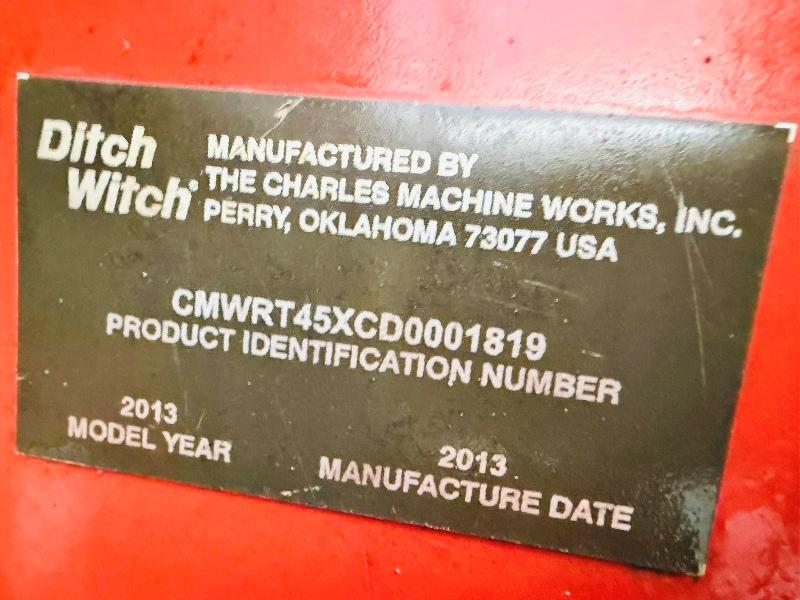 Ditch
Witch®
MANUFACTURED BY
THE CHARLES MACHINE WORKS, INC.
PERRY, OKLAHOMA 73077 USA
CMWRT45XCD0001819
PRODUCT IDENTIFICATION NUMBER
2013
MODEL YEAR
2013
MANUFACTURE DATE